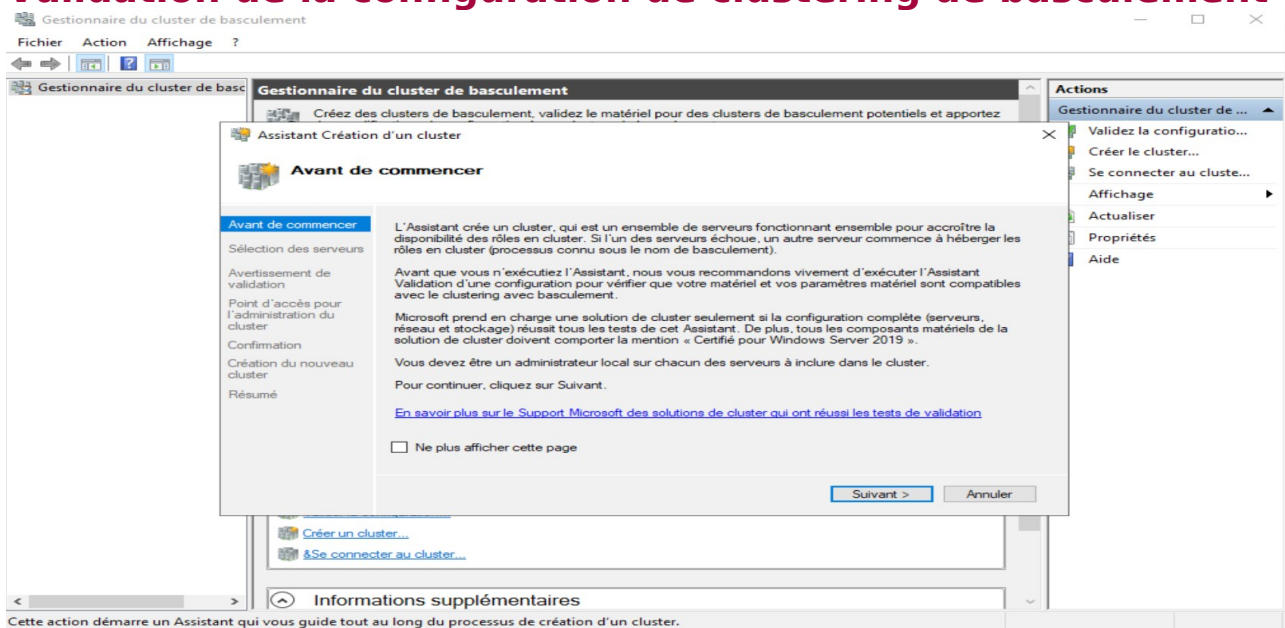 Validation de la configuration de clustering de basculement
Gestionnaire du cluster de basculement
Fichier Action Affichage ?
Gestionnaire du cluster de basc
Gestionnaire du cluster de basculement
Créez des clusters de basculement, validez le matériel pour des clusters de basculement potentiels et apportez
Assistant Création d'un cluster
Avant de commencer
Avant de commencer
Sélection des serveurs
Avertissement de
validation
Point d'accès pour
l'administration du
cluster
Confirmation
Création du nouveau
cluster
Résumé
L'Assistant crée un cluster, qui est un ensemble de serveurs fonctionnant ensemble pour accroître la
disponibilité des rôles en cluster. Si l'un des serveurs échoue, un autre serveur commence à héberger les
rôles en cluster (processus connu sous le nom de basculement).
Avant que vous n'exécutiez l'Assistant, nous vous recommandons vivement d'exécuter l'Assistant
Validation d'une configuration pour vérifier que votre matériel et vos paramètres matériel sont compatibles
avec le clustering avec basculement.
Microsoft prend en charge une solution de cluster seulement si la configuration complète (serveurs,
réseau et stockage) réussit tous les tests de cet Assistant. De plus, tous les composants matériels de la
solution de cluster doivent comporter la mention « Certifié pour Windows Server 2019 ».
Vous devez être un administrateur local sur chacun des serveurs à inclure dans le cluster.
Pour continuer, cliquez sur Suivant.
En savoir plus sur le Support Microsoft des solutions de cluster qui ont réussi les tests de validation
Ne plus afficher cette page
Suivant > Annuler
Créer un cluster...
&Se connecter au cluster...
Informations supplémentaires
Actions
Gestionnaire du cluster de ...
Validez la configuratio...
Créer le cluster...
Se connecter au cluste...
Affichage
Actualiser
Propriétés
Aide
Cette action démarre un Assistant qui vous guide tout au long du processus de création d'un cluster.